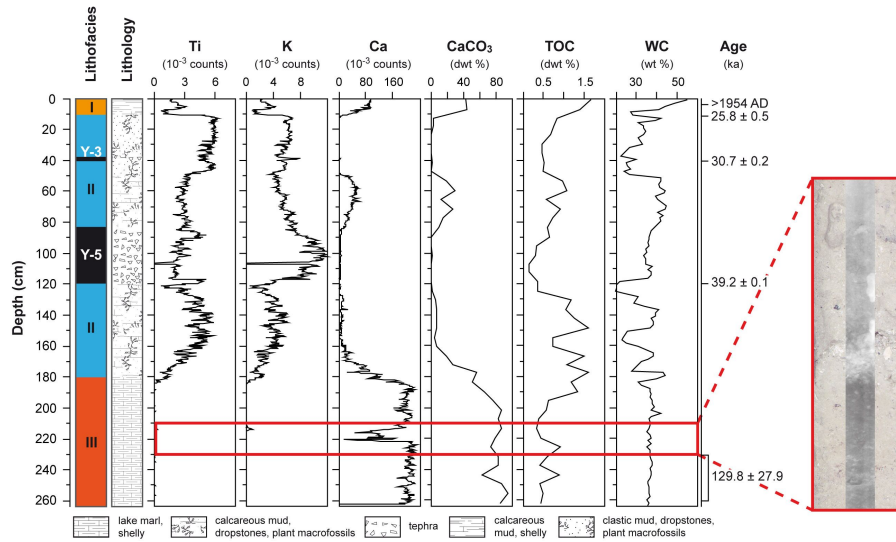 Lithofacies
Lithology
Ti
(10⁻³ counts)
K
(10⁻³ counts)
Ca
(10⁻³ counts)
CaCO₃
(dwt %)
TOC
(dwt %)
WC
(wt %)
Age
(ka)
0 3 6
0 4 8
0 80 160
0 80
0.5 1.5
30 50
Depth (cm)
0
20
40
60
80
100
120
140
160
180
200
220
240
260
I
Y-3
II
Y-5
II
III
>1954 AD
25.8 ± 0.5
30.7 ± 0.2
39.2 ± 0.1
129.8 ± 27.9
lake marl,
shelly
calcareous mud,
dropstones, plant macrofossils
tephra
calcareous
mud, shelly
clastic mud, dropstones,
plant macrofossils